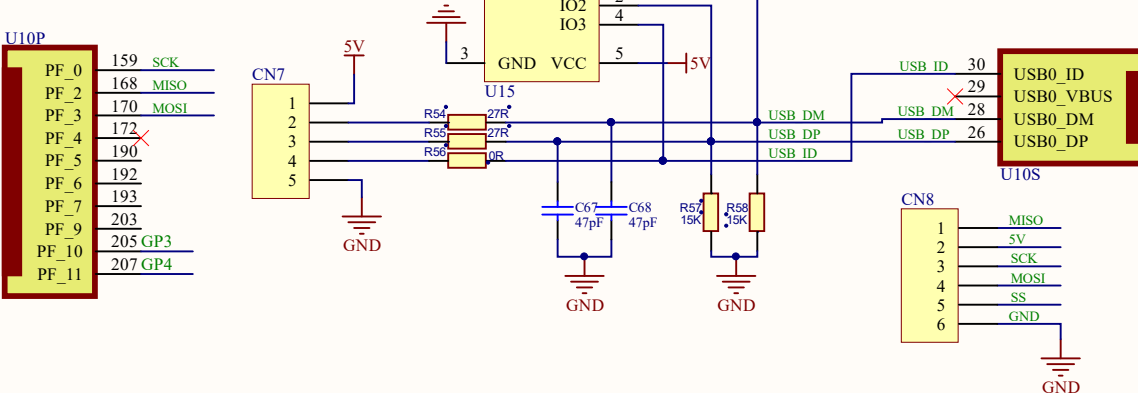 U10P
PF_0 159 SCK
PF_2 168 MISO
PF_3 170 MOSI
PF_4 172
PF_5 190
PF_6 192
PF_7 193
PF_9 203
PF_10 205 GP3
PF_11 207 GP4
5V
CN7
1
2
3
4
5
GND
IO2
IO3 4
3 GND VCC 5 5V
U15
R54 27R
R55 27R
R56 0R
USB_DM
USB_DP
USB_ID
C67
47pF
C68
47pF
GND
R57
15K
R58
15K
GND
USB_ID 30 USB0_ID
29 USB0_VBUS
USB_DM 28 USB0_DM
USB_DP 26 USB0_DP
U10S
CN8
1 MISO
2 5V
3 SCK
4 MOSI
5 SS
6 GND
GND